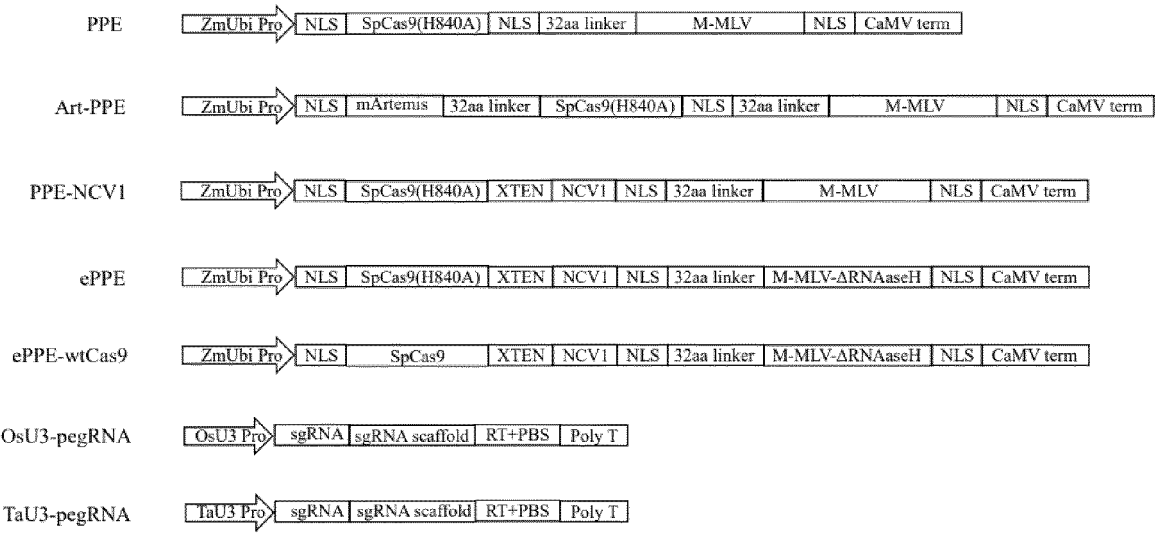 PPE ZmUbi Pro NLS SpCas9(H840A) NLS 32aa linker M-MLV NLS CaMV term
Art-PPE ZmUbi Pro NLS mArtemis 32aa linker SpCas9(H840A) NLS 32aa linker M-MLV NLS CaMV term
PPE-NCV1 ZmUbi Pro NLS SpCas9(H840A) XTEN NCV1 NLS 32aa linker M-MLV NLS CaMV term
ePPE ZmUbi Pro NLS SpCas9(H840A) XTEN NCV1 NLS 32aa linker M-MLV-ΔRNAaseH NLS CaMV term
ePPE-wtCas9 ZmUbi Pro NLS SpCas9 XTEN NCV1 NLS 32aa linker M-MLV-ΔRNAaseH NLS CaMV term
OsU3-pegRNA OsU3 Pro sgRNA sgRNA scaffold RT+PBS Poly T
TaU3-pegRNA TaU3 Pro sgRNA sgRNA scaffold RT+PBS Poly T